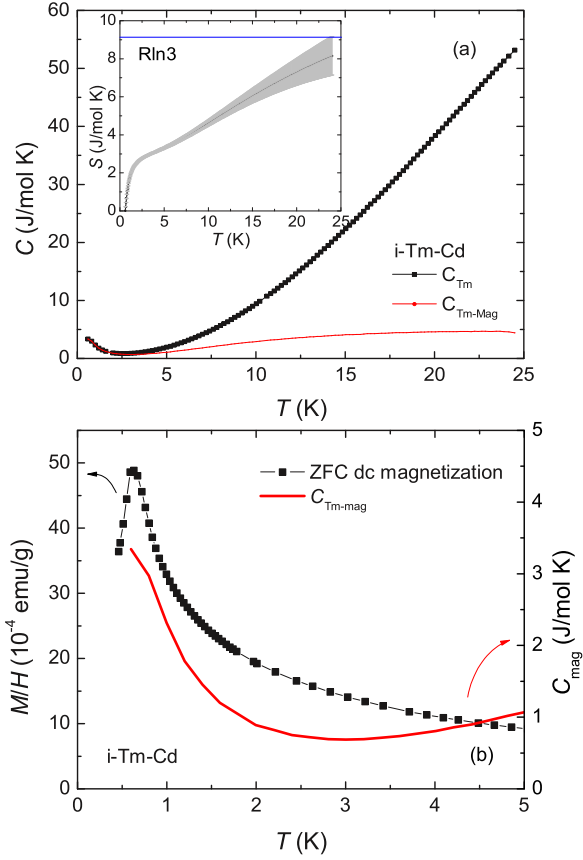 60
50
40
30
20
10
0
C (J/mol K)
(a)
10
8
6
4
2
0
S (J/mol K)
Rln3
0 5 10 15 20 25
T (K)
i-Tm-Cd
C_Tm
C_Tm-Mag
0 5 10 15 20 25
T (K)
50
40
30
20
10
0
M/H (10⁻⁴ emu/g)
ZFC dc magnetization
C_Tm-mag
5
4
3
2
1
0
C_mag (J/mol K)
i-Tm-Cd
(b)
0 1 2 3 4 5
T (K)